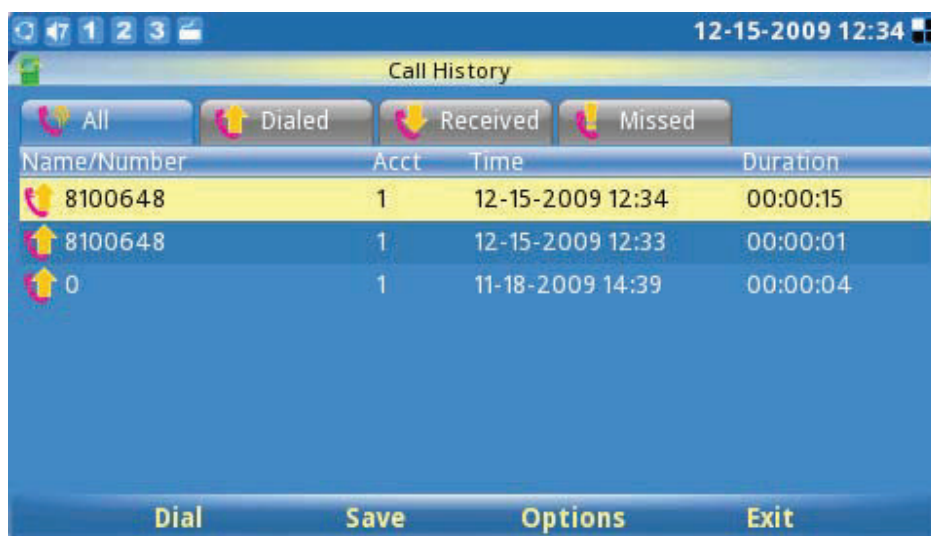 7 1 2 3 12-15-2009 12:34
Call History
All Dialed Received Missed
Name/Number Acct Time Duration
8100648 1 12-15-2009 12:34 00:00:15
8100648 1 12-15-2009 12:33 00:00:01
0 1 11-18-2009 14:39 00:00:04
Dial Save Options Exit